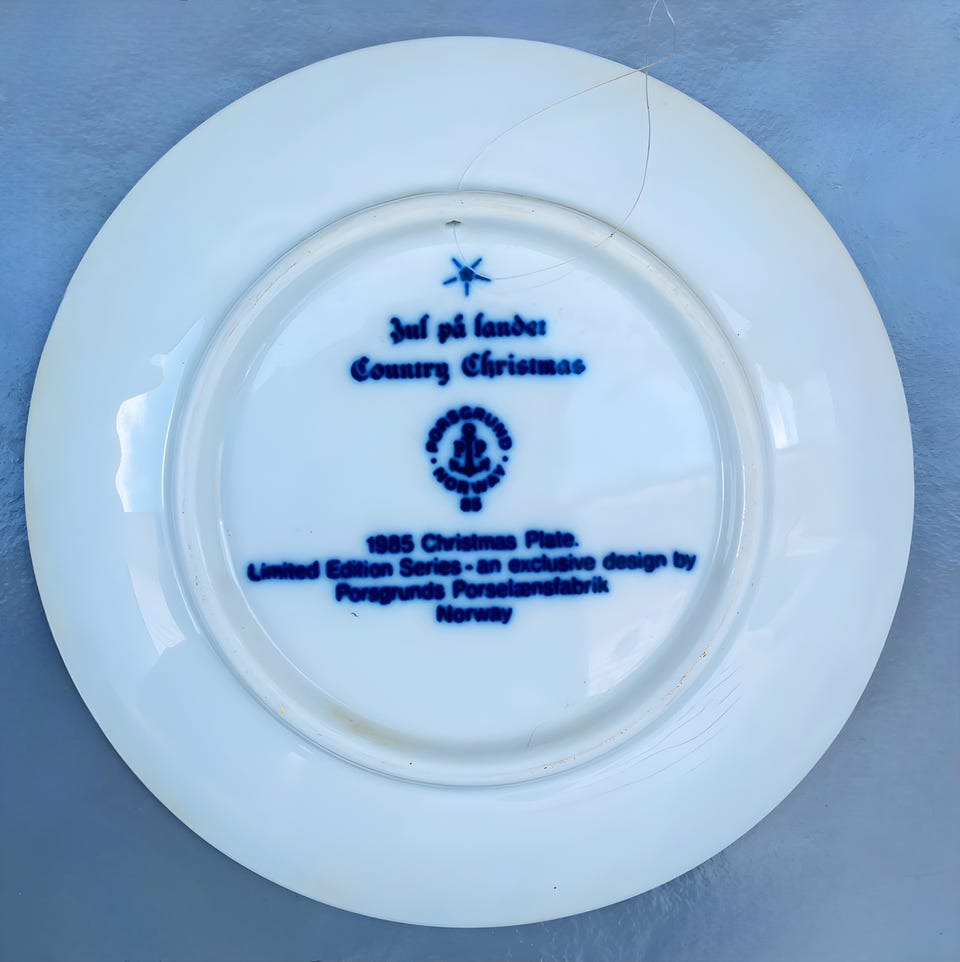 Jul på landet
Country Christmas
PORSGRUND
P P
NORWAY
85
1985 Christmas Plate.
Limited Edition Series - an exclusive design by
Porsgrunds Porselænsfabrik
Norway